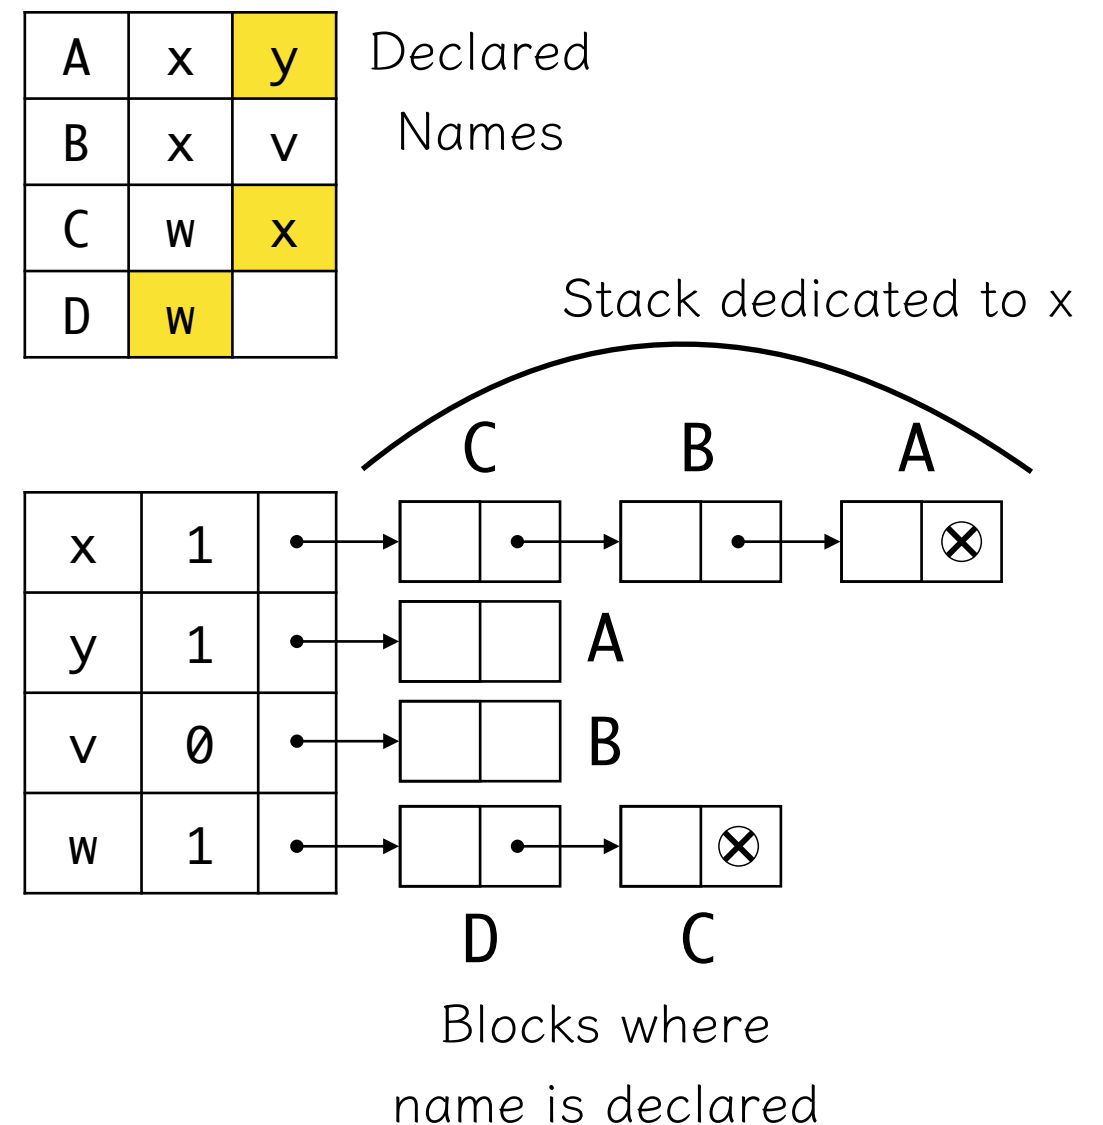 A x y
Declared
Names
B x v
C w x
D w
Stack dedicated to x
C B A
x 1
y 1 A
v 0 B
w 1
D C
Blocks where
name is declared